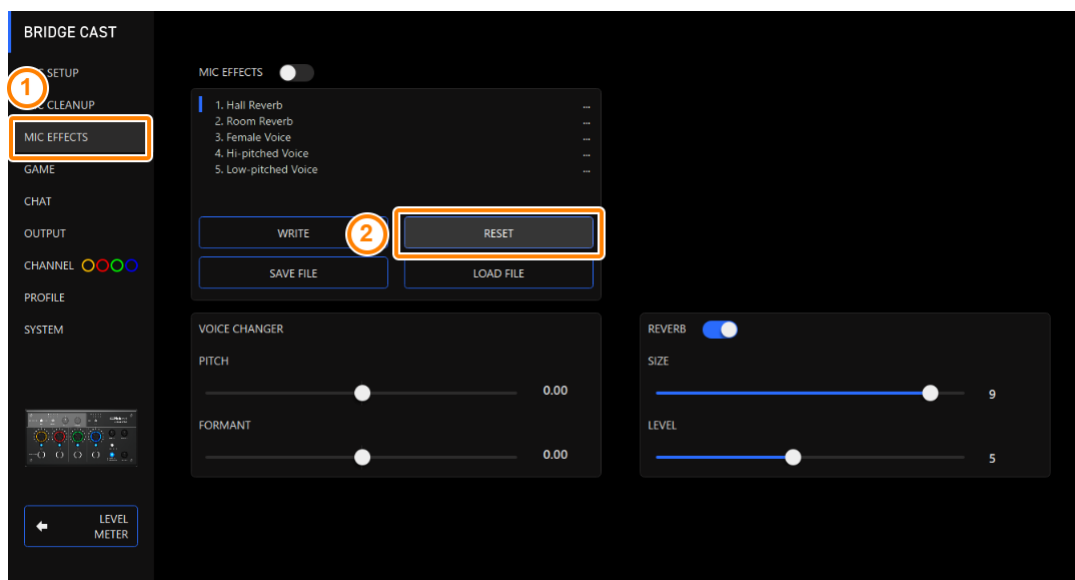 BRIDGE CAST
1
SETUP
CLEANUP
MIC EFFECTS
GAME
CHAT
OUTPUT
CHANNEL
PROFILE
SYSTEM
LEVEL
METER
MIC EFFECTS
1. Hall Reverb ...
2. Room Reverb ...
3. Female Voice ...
4. Hi-pitched Voice ...
5. Low-pitched Voice ...
WRITE 2 RESET
SAVE FILE LOAD FILE
VOICE CHANGER
PITCH
0.00
FORMANT
0.00
REVERB
SIZE
9
LEVEL
5